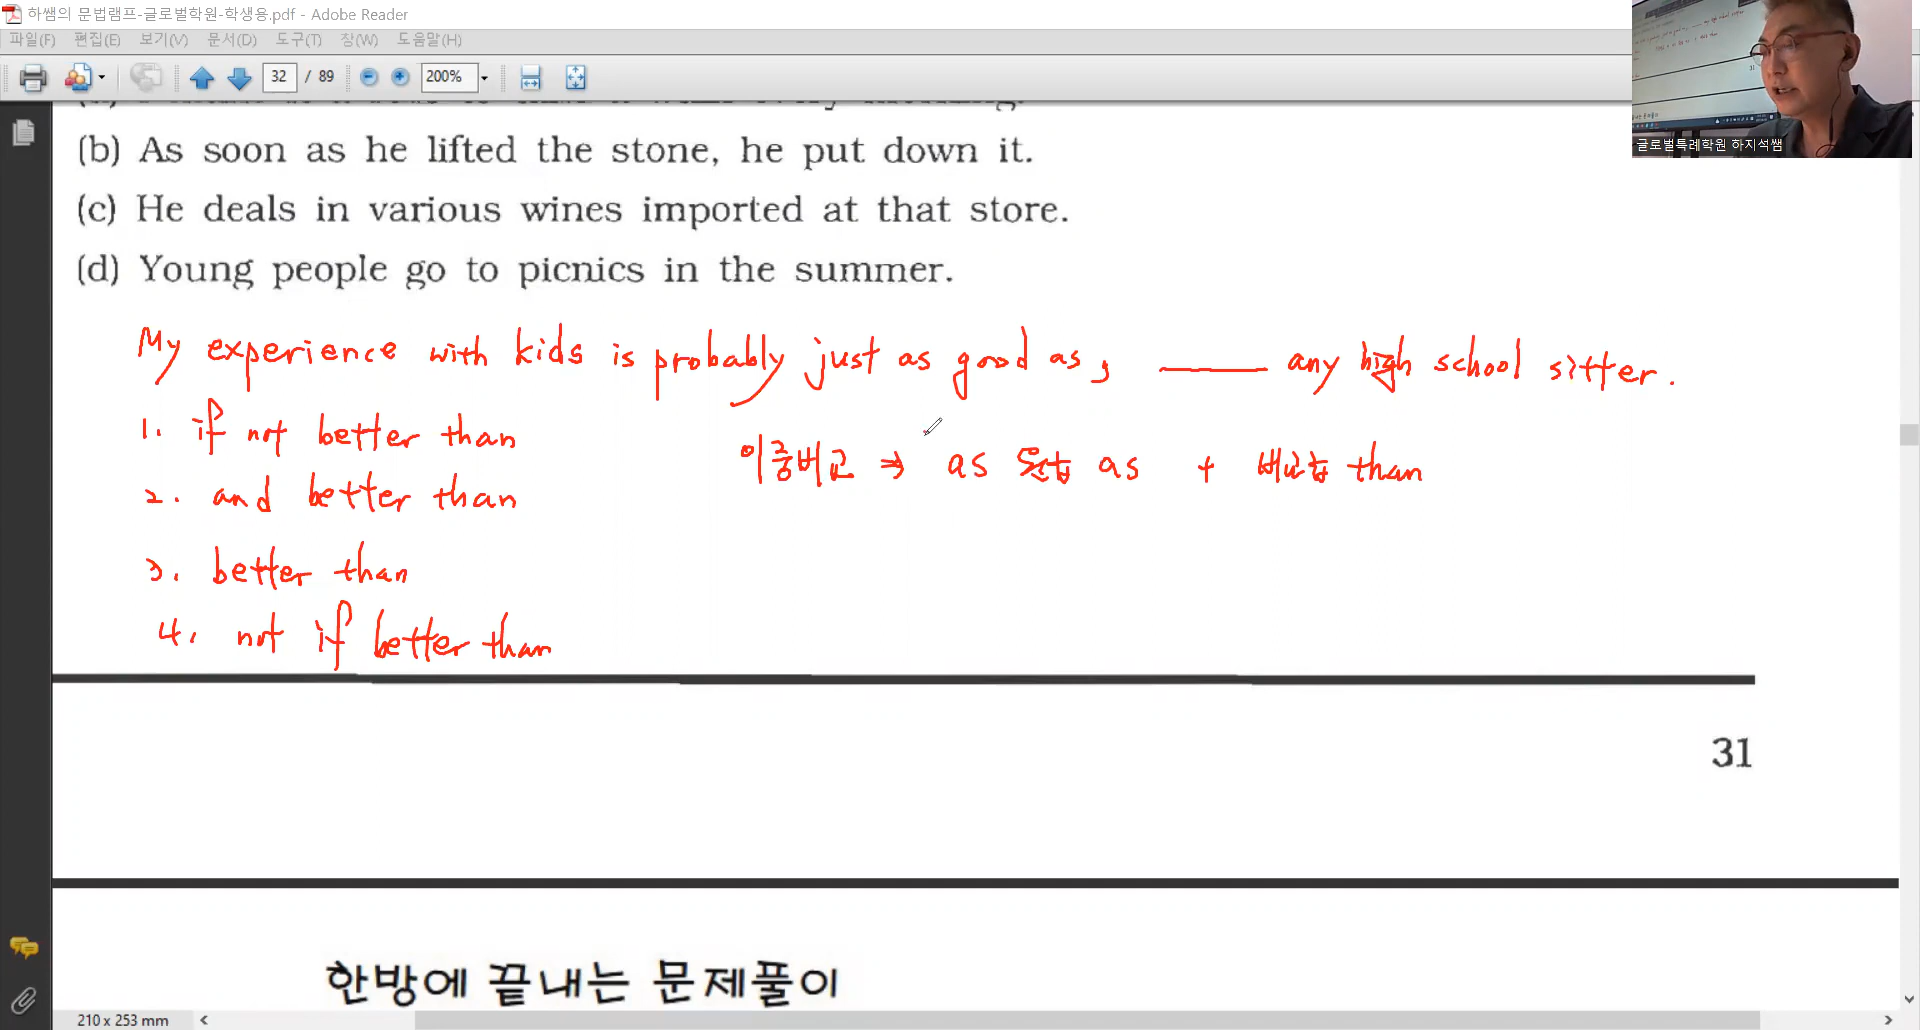 하쌤의 문법램프-글로벌학원-학생용.pdf - Adobe Reader
파일(F) 편집(E) 보기(V) 문서(D) 도구(T) 창(W) 도움말(H)
32 / 89 200%
(b) As soon as he lifted the stone, he put down it.
(c) He deals in various wines imported at that store.
(d) Young people go to picnics in the summer.
My experience with kids is probably just as good as, ______ any high school sitter.
1. if not better than
이중비교 ⇒ as 원급 as + 비교급 than
2. and better than
3. better than
4. not if better than
31
한방에 끝내는 문제풀이
210 x 253 mm
글로벌특례학원 하지석쌤